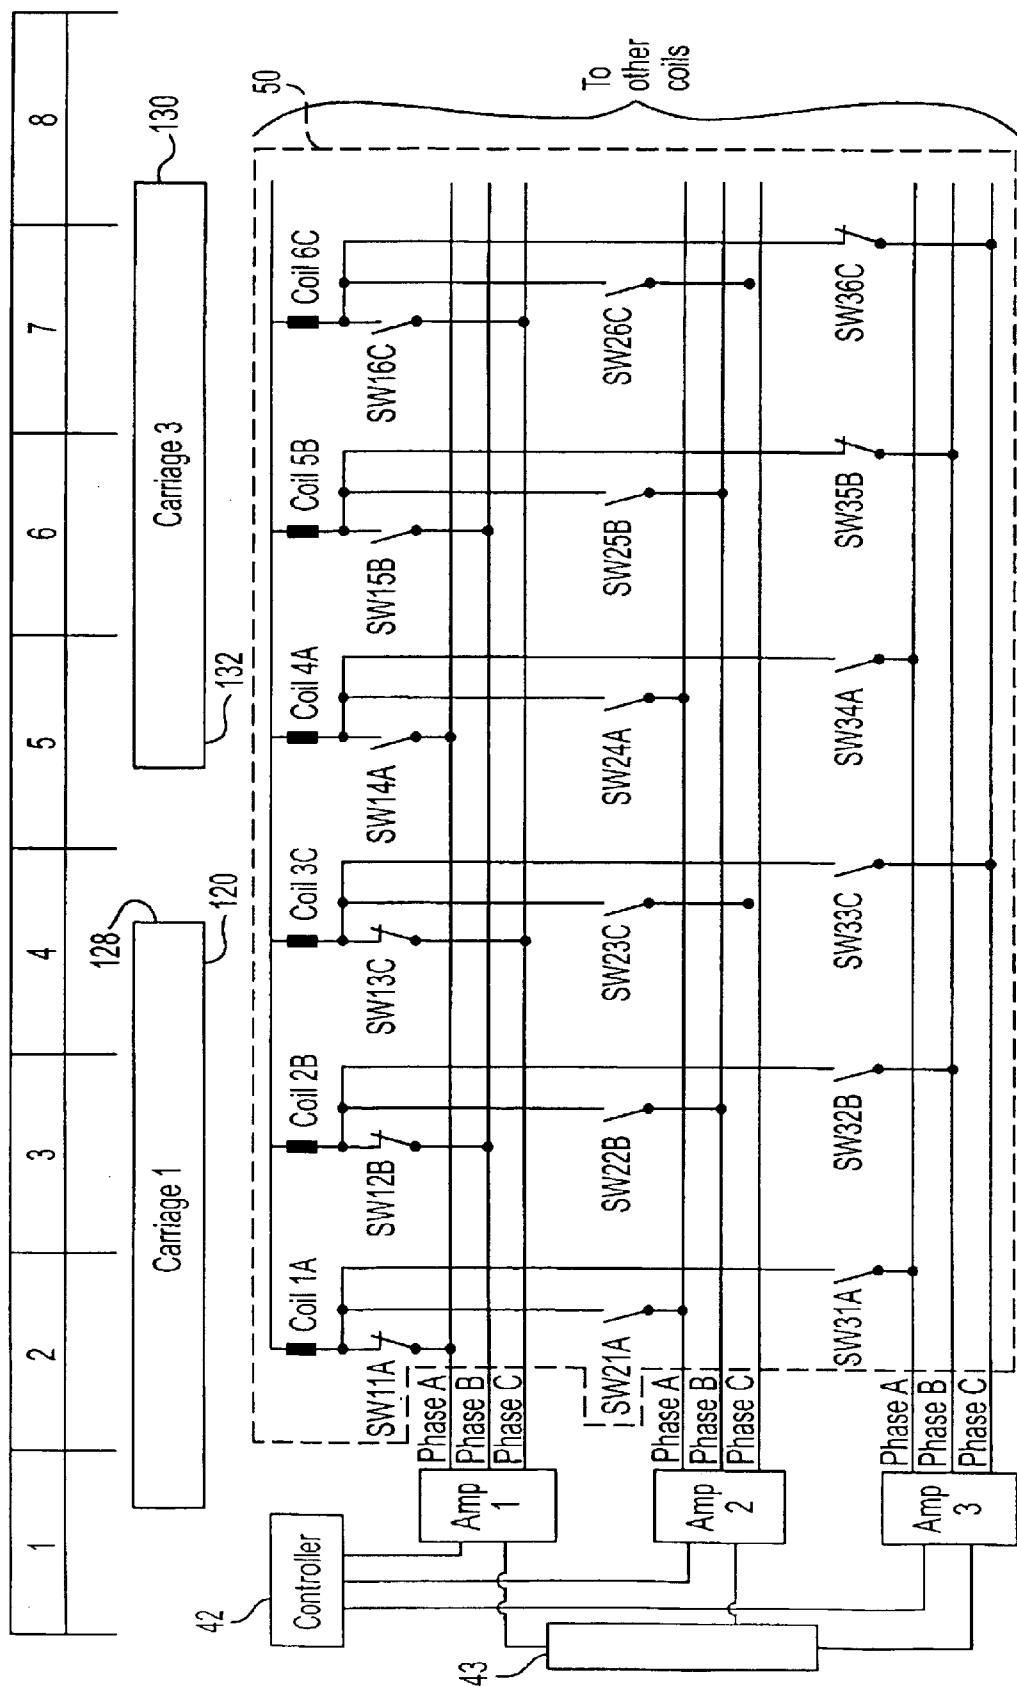 1 2 3 4 5 6 7 8
Carriage 1
Carriage 3
128
120
132
130
42
Controller
50
Coil 1A
Coil 2B
Coil 3C
Coil 4A
Coil 5B
Coil 6C
SW11A
SW12B
SW13C
SW14A
SW15B
SW16C
Amp 1
Phase A
Phase B
Phase C
SW21A
SW22B
SW23C
SW24A
SW25B
SW26C
Amp 2
Phase A
Phase B
Phase C
43
SW31A
SW32B
SW33C
SW34A
SW35B
SW36C
Amp 3
Phase A
Phase B
Phase C
To
other
coils